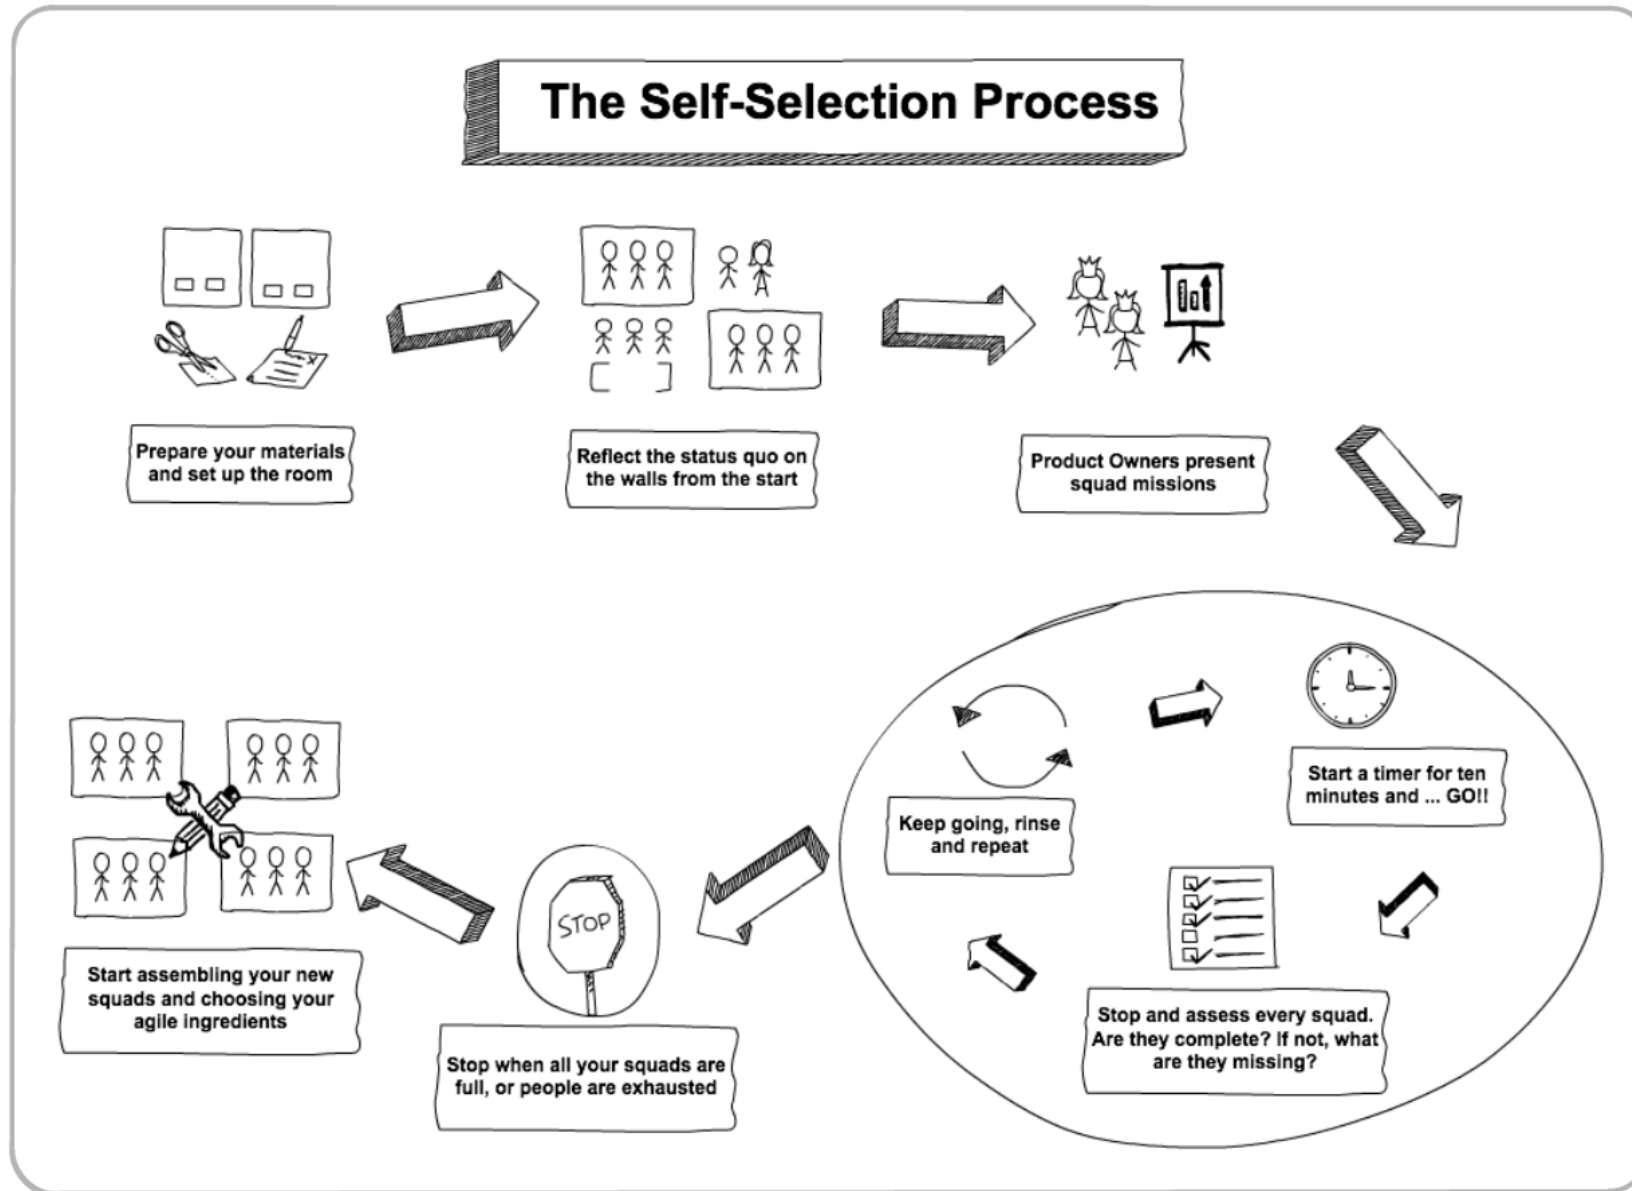 The Self-Selection Process
Prepare your materials
and set up the room
Reflect the status quo on
the walls from the start
Product Owners present
squad missions
Start a timer for ten
minutes and ... GO!!
Stop and assess every squad.
Are they complete? If not, what
are they missing?
Keep going, rinse
and repeat
STOP
Stop when all your squads are
full, or people are exhausted
Start assembling your new
squads and choosing your
agile ingredients